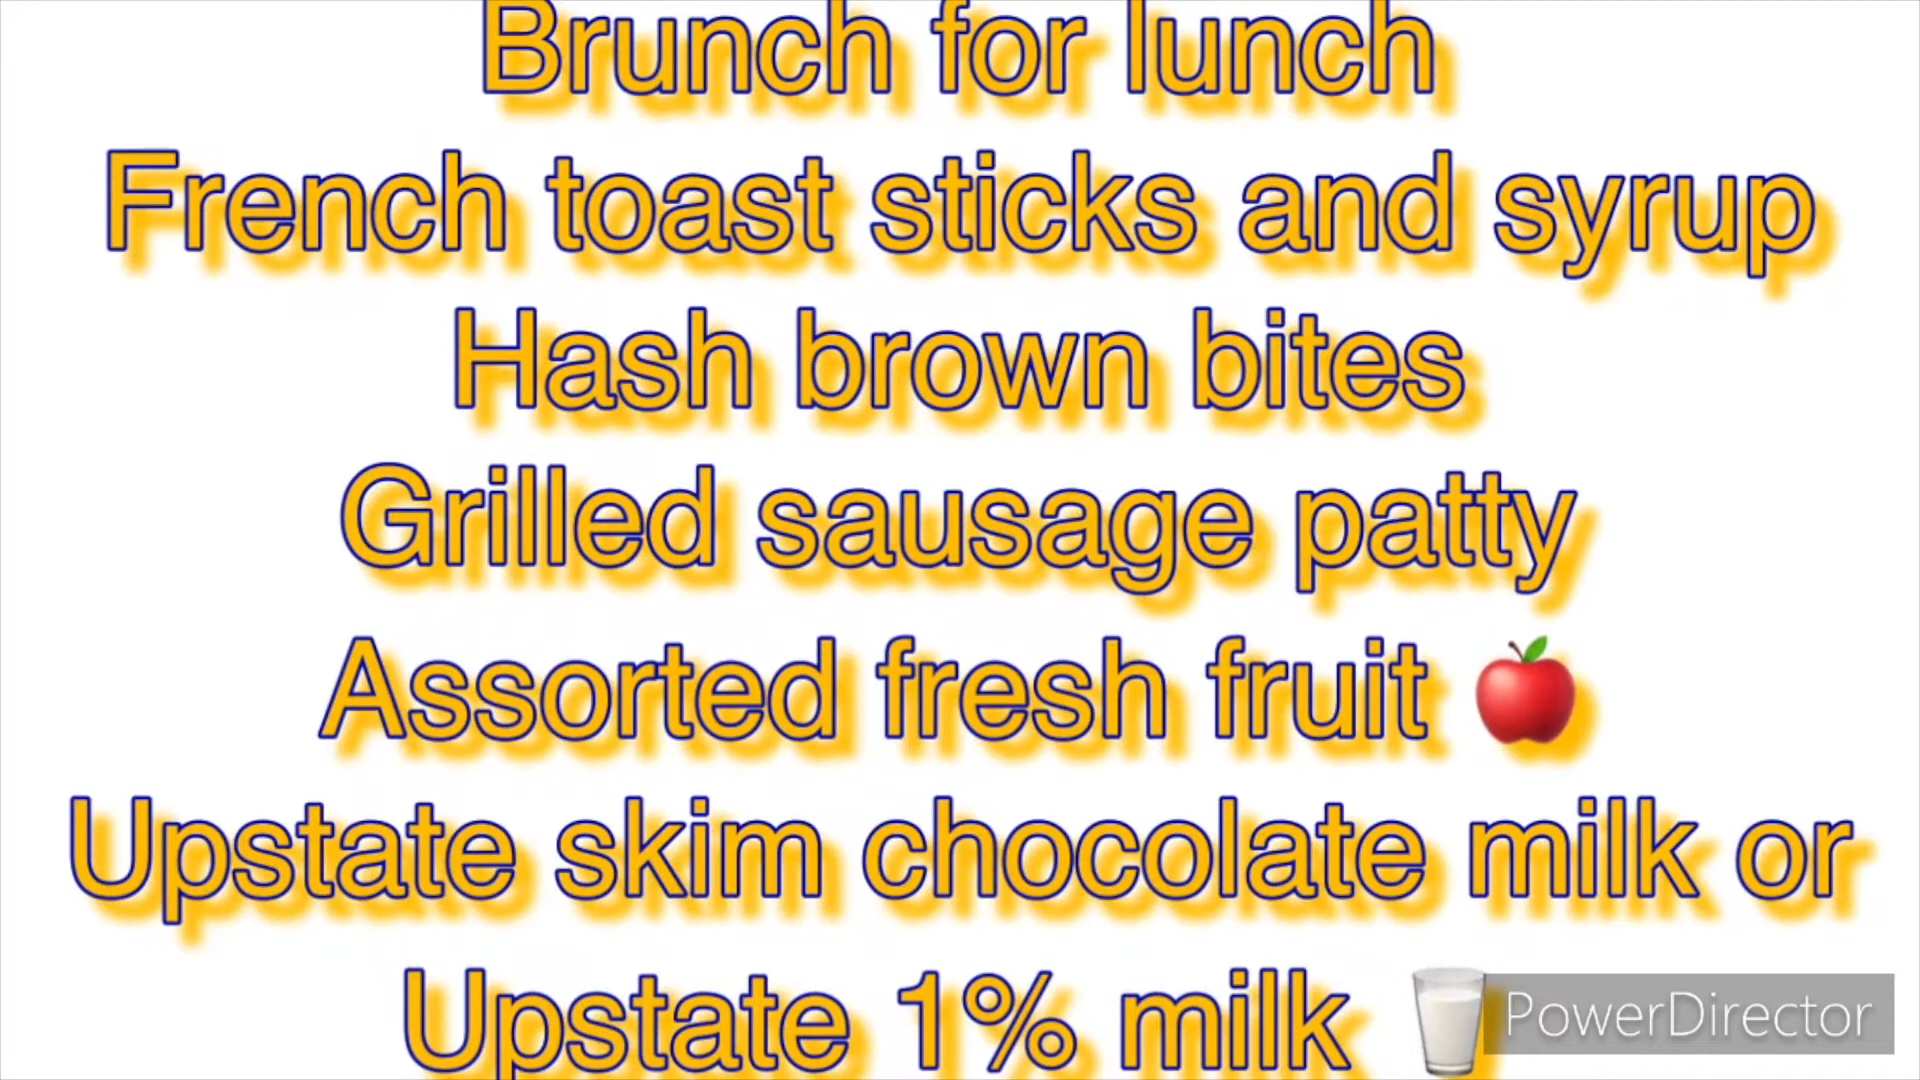 Brunch for lunch
French toast sticks and syrup
Hash brown bites
Grilled sausage patty
Assorted fresh fruit 🍎
Upstate skim chocolate milk or
Upstate 1% milk 🥛
PowerDirector